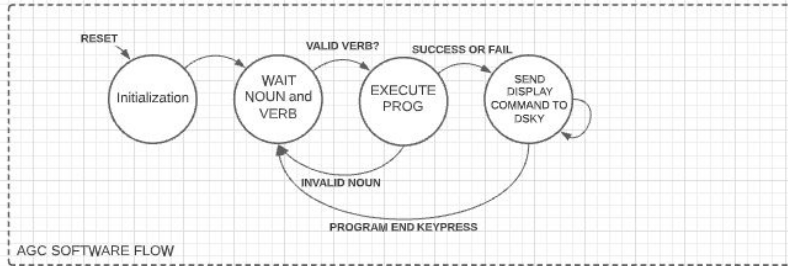 RESET
VALID VERB?
SUCCESS OR FAIL
Initialization
WAIT
NOUN and
VERB
EXECUTE
PROG
SEND
DISPLAY
COMMAND TO
DSKY
INVALID NOUN
PROGRAM END KEYPRESS
AGC SOFTWARE FLOW